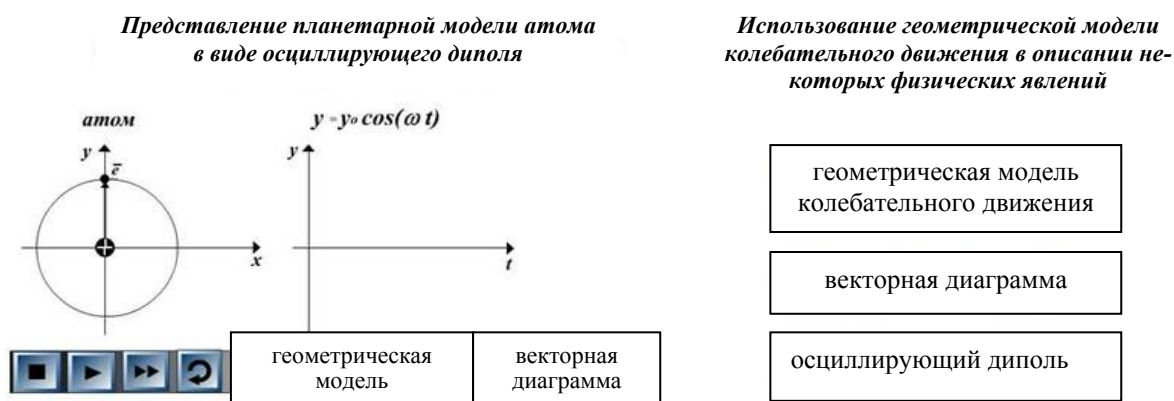 Представление планетарной модели атома
в виде осциллирующего диполя
атом
y = y₀ cos(ω t)
y
ē
x
y
t
геометрическая
модель
векторная
диаграмма
Использование геометрической модели
колебательного движения в описании не-
которых физических явлений
геометрическая модель
колебательного движения
векторная диаграмма
осциллирующий диполь